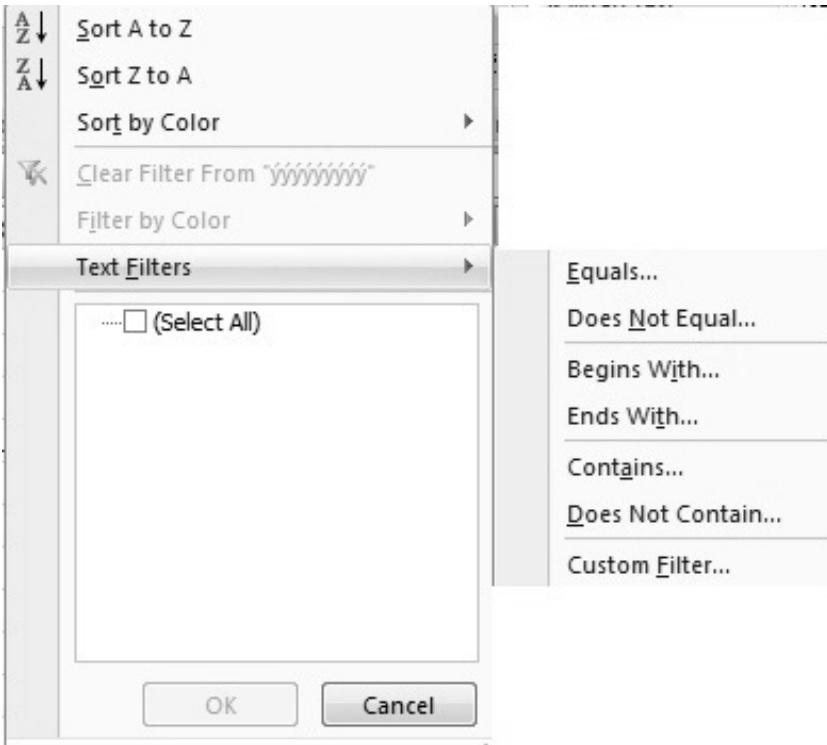 Sort A to Z
Sort Z to A
Sort by Color
Clear Filter From "ýýýýýýýýý"
Filter by Color
Text Filters
(Select All)
OK
Cancel
Equals...
Does Not Equal...
Begins With...
Ends With...
Contains...
Does Not Contain...
Custom Filter...